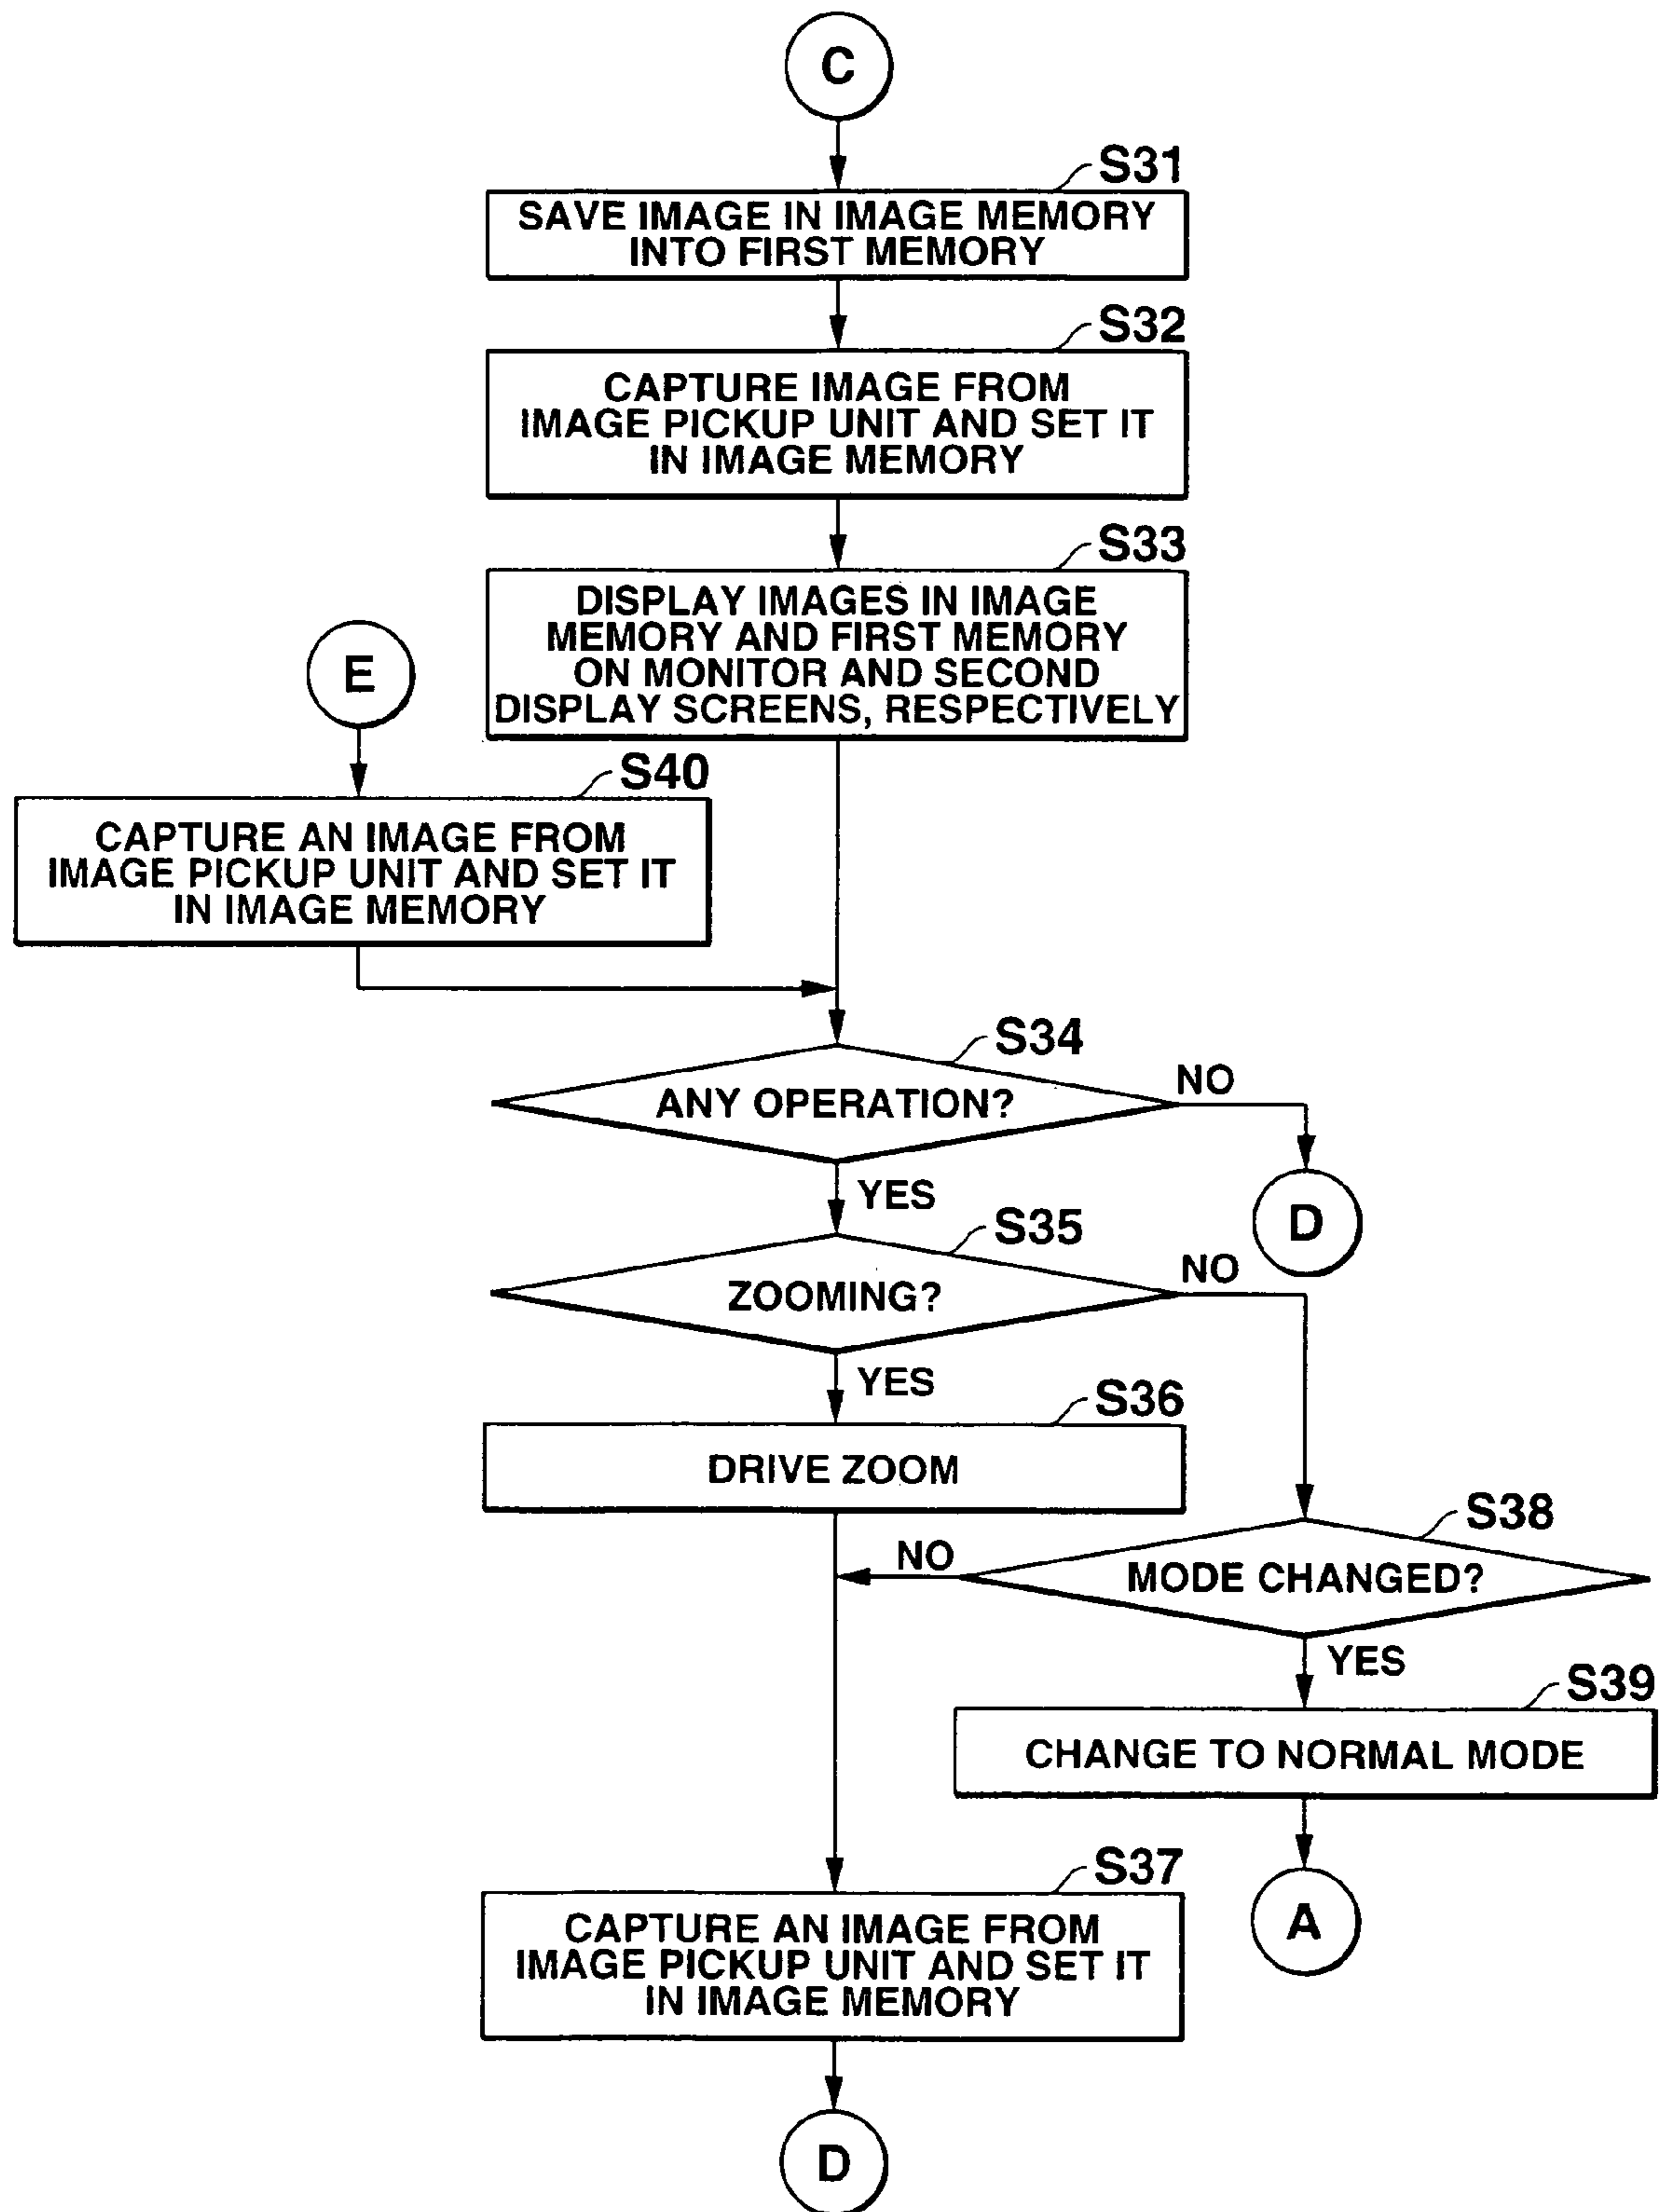 C
S31
SAVE IMAGE IN IMAGE MEMORY
INTO FIRST MEMORY
S32
CAPTURE IMAGE FROM
IMAGE PICKUP UNIT AND SET IT
IN IMAGE MEMORY
S33
DISPLAY IMAGES IN IMAGE
MEMORY AND FIRST MEMORY
ON MONITOR AND SECOND
DISPLAY SCREENS, RESPECTIVELY
E
S40
CAPTURE AN IMAGE FROM
IMAGE PICKUP UNIT AND SET IT
IN IMAGE MEMORY
S34
ANY OPERATION?
NO
D
YES
S35
ZOOMING?
NO
YES
S36
DRIVE ZOOM
S38
MODE CHANGED?
NO
YES
S39
CHANGE TO NORMAL MODE
A
S37
CAPTURE AN IMAGE FROM
IMAGE PICKUP UNIT AND SET IT
IN IMAGE MEMORY
D